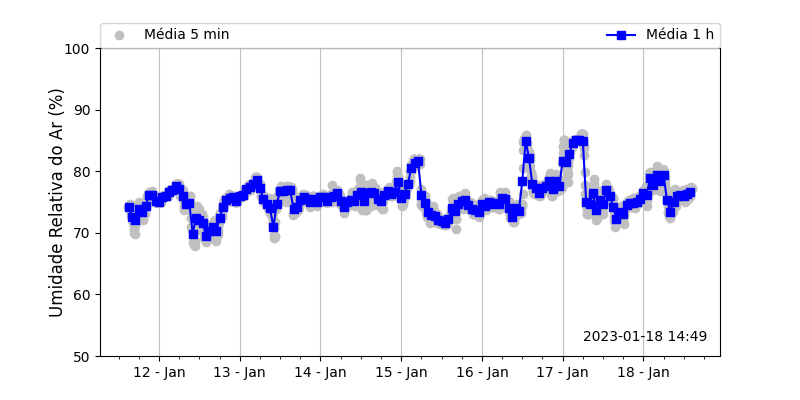 Média 5 min
Média 1 h
100
90
80
70
60
50
Umidade Relativa do Ar (%)
2023-01-18 14:49
12 - Jan
13 - Jan
14 - Jan
15 - Jan
16 - Jan
17 - Jan
18 - Jan